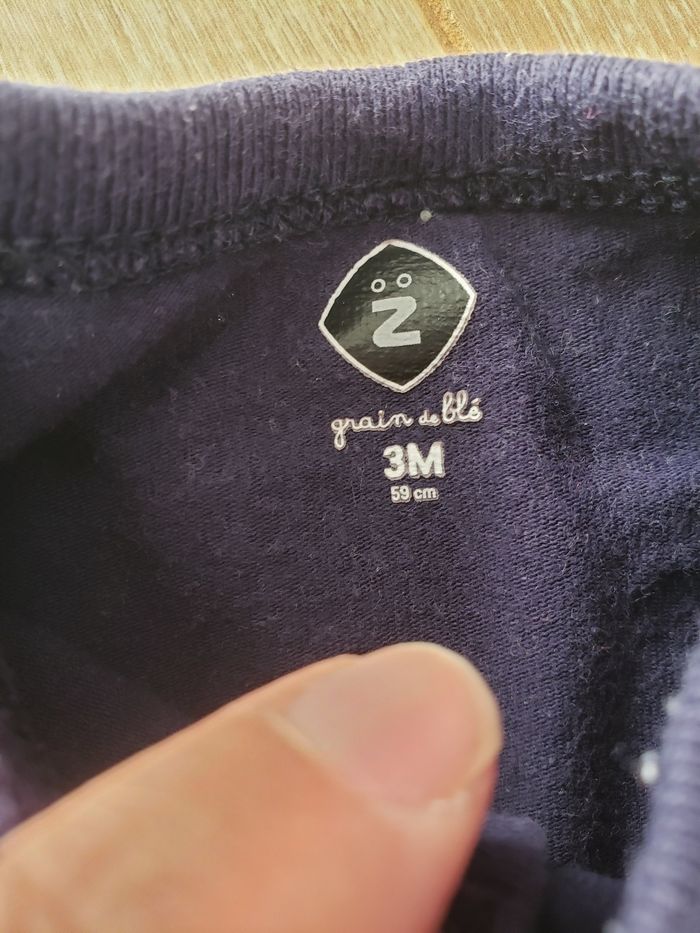 Z̈
grain de blé
3M
59 cm